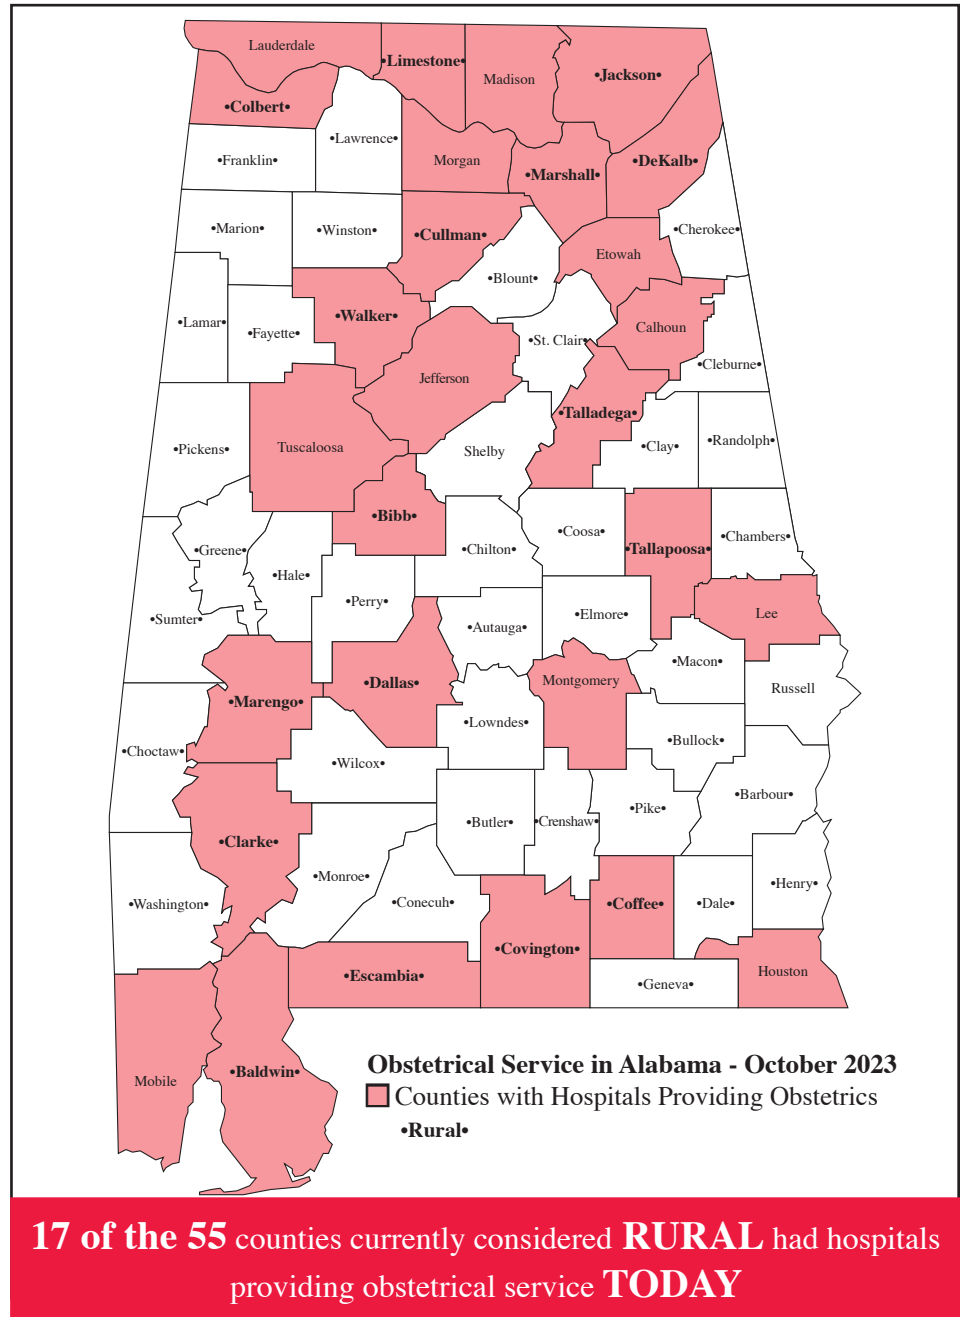 Lauderdale
•Limestone•
Madison
•Jackson•
•Colbert•
•Lawrence•
•Franklin•
Morgan
•Marshall•
•DeKalb•
•Marion•
•Winston•
•Cullman•
•Cherokee•
Etowah
•Blount•
•Lamar•
•Fayette•
•Walker•
•St. Clair•
Calhoun
•Cleburne•
Jefferson
•Talladega•
•Pickens•
Tuscaloosa
Shelby
•Clay•
•Randolph•
•Bibb•
•Greene•
•Chilton•
•Coosa•
•Tallapoosa•
•Chambers•
•Hale•
•Perry•
•Sumter•
•Autauga•
•Elmore•
Lee
•Macon•
•Marengo•
•Dallas•
Montgomery
Russell
•Lowndes•
•Choctaw•
•Wilcox•
•Bullock•
•Butler•
•Crenshaw•
•Pike•
•Barbour•
•Clarke•
•Monroe•
•Washington•
•Conecuh•
•Coffee•
•Dale•
•Henry•
•Covington•
•Escambia•
•Geneva•
Houston
Mobile
•Baldwin•
Obstetrical Service in Alabama - October 2023
Counties with Hospitals Providing Obstetrics
•Rural•
17 of the 55 counties currently considered RURAL had hospitals
providing obstetrical service TODAY